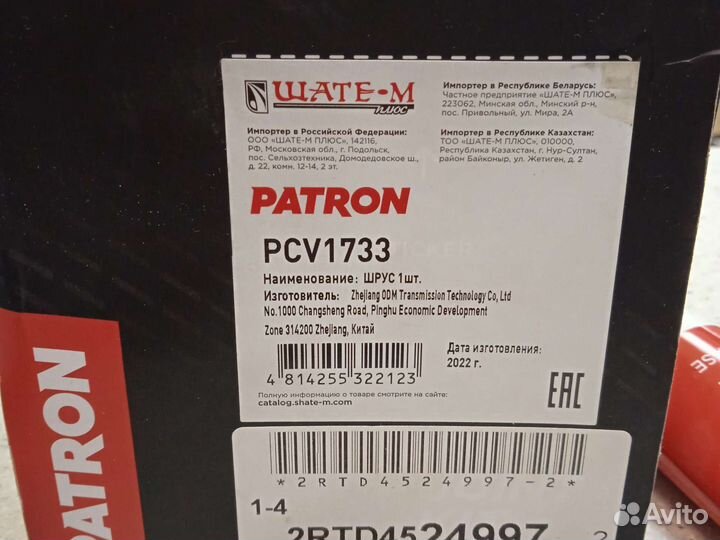 ШАТЕ-М
ПЛЮС
Импортер в Республике Беларусь:
Частное предприятие «ШАТЕ-М ПЛЮС»,
223062, Минская обл., Минский р-н,
пос. Привольный, ул. Мира, 2А
Импортер в Российской Федерации:
ООО «ШАТЕ-М ПЛЮС», 142116,
РФ, Московская обл., г. Подольск,
пос. Сельхозтехника, Домодедовское ш.,
д. 22, комн. 12-14, 2 эт.
Импортер в Республике Казахстан:
ТОО «ШАТЕ-М ПЛЮС», 010000,
Республика Казахстан, г. Нур-Султан,
район Байконыр, ул. Жетиген, д. 2
PATRON
PCV1733
Наименование: ШРУС 1шт.
Изготовитель: Zhejiang ODM Transmission Technology Co, Ltd
No.1000 Changsheng Road, Pinghu Economic Development
Zone 314200 Zhejiang, Китай
4 814255 322123
Дата изготовления:
2022 г.
EAC
Полную информацию о товаре смотрите на сайте:
catalog.shate-m.com
*2RTD4524997-2*
1-4
2RTD4524997 2
PATRON
SE
Avito